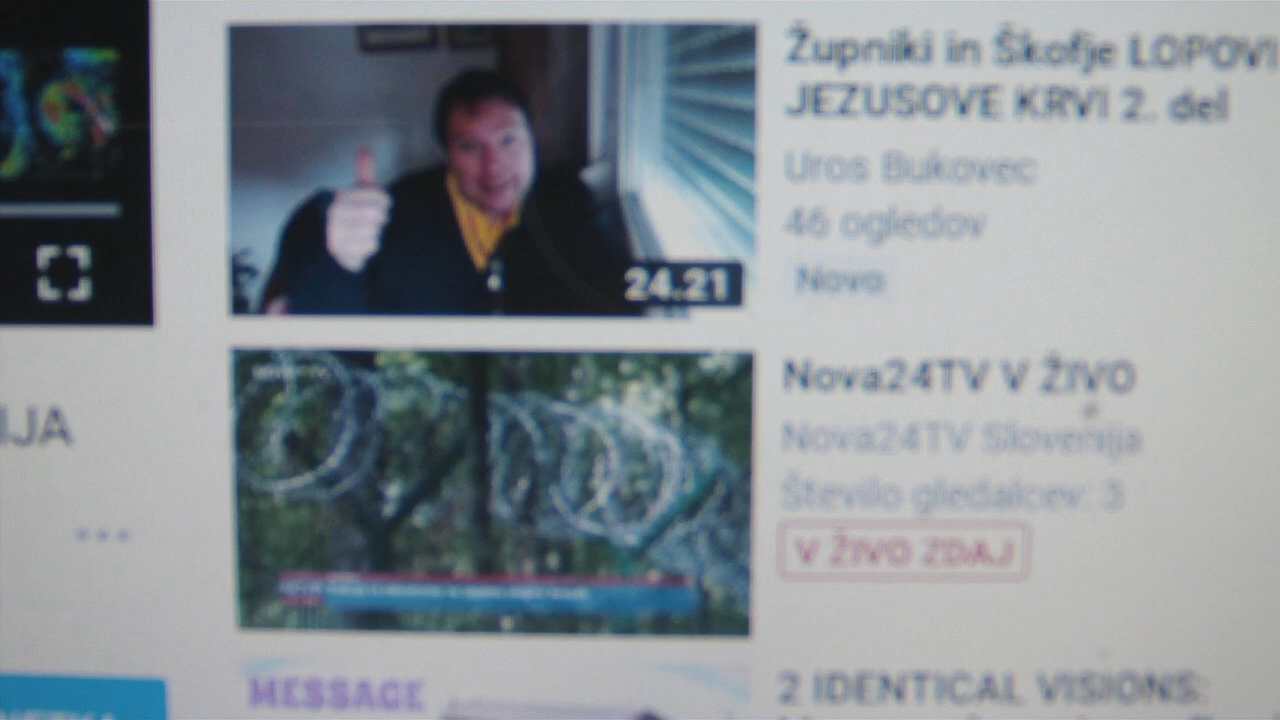 Župniki in Škofje LOPOVI
JEZUSOVE KRVI 2. del
Uros Bukovec
46 ogledov
Novo
24.21
Nova24TV V ŽIVO
Nova24TV Slovenija
Število gledalcev: 3
V ŽIVO ZDAJ
IJA
MESSAGE
2 IDENTICAL VISIONS: